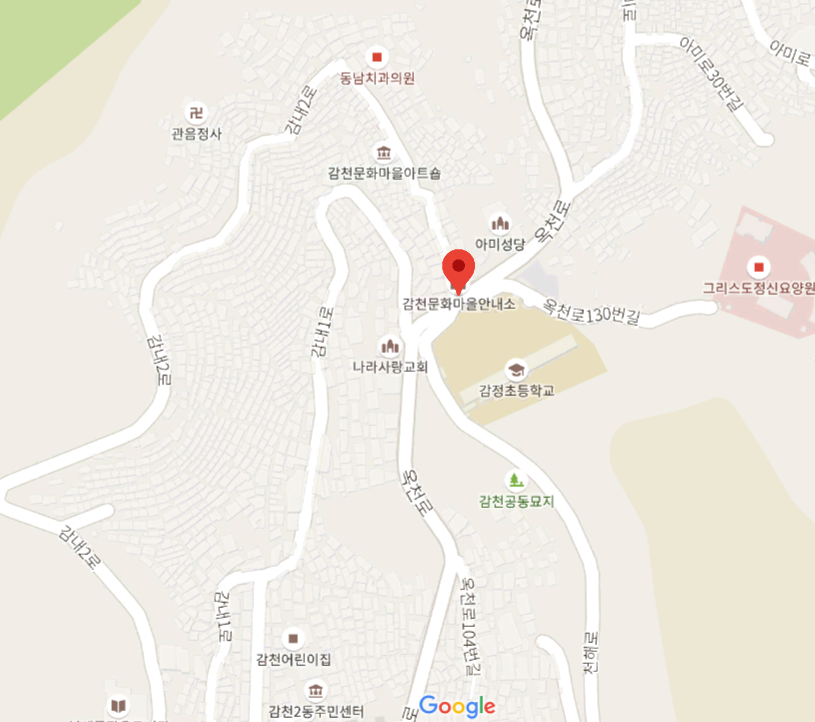 옥천로
아미로
아미로30번길
동남치과의원
감내2로
관음정사
감천문화마을아트숍
옥천로
아미성당
그리스도정신요양원
감천문화마을안내소
옥천로130번길
감내1로
감내2로
나라사랑교회
감정초등학교
옥천로
감천공동묘지
감내2로
감내1로
옥천로104번길
천해로
감천어린이집
감천2동주민센터
Google